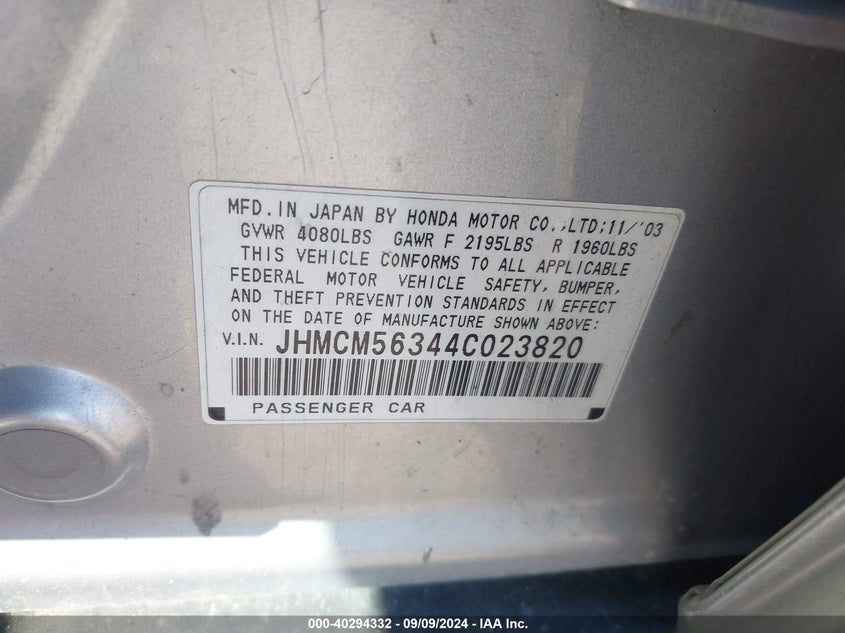 MFD. IN JAPAN BY HONDA MOTOR CO.,LTD; 11/'03
GVWR 4080LBS GAWR F 2195LBS R 1960LBS
THIS VEHICLE CONFORMS TO ALL APPLICABLE
FEDERAL MOTOR VEHICLE SAFETY, BUMPER,
AND THEFT PREVENTION STANDARDS IN EFFECT
ON THE DATE OF MANUFACTURE SHOWN ABOVE:
V.I.N. JHMCM56344C023820
PASSENGER CAR
000-40294332 - 09/09/2024 - IAA Inc.